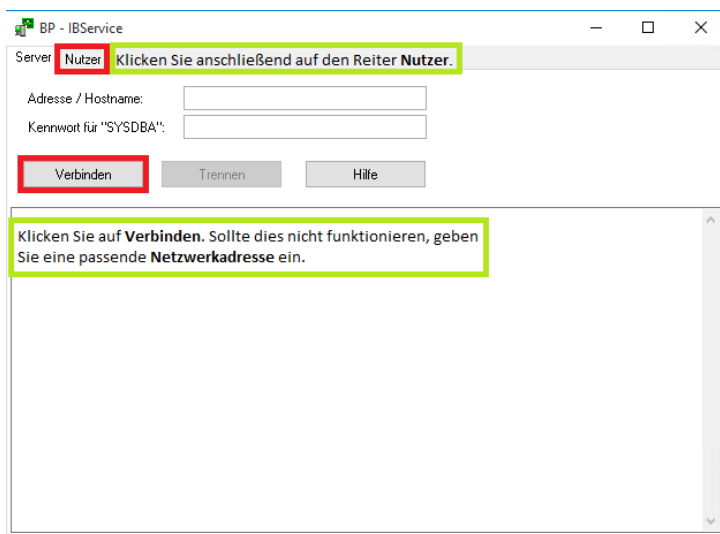 BP - IBService
Server Nutzer Klicken Sie anschließend auf den Reiter Nutzer.
Adresse / Hostname:
Kennwort für "SYSDBA":
Verbinden Trennen Hilfe
Klicken Sie auf Verbinden. Sollte dies nicht funktionieren, geben
Sie eine passende Netzwerkadresse ein.